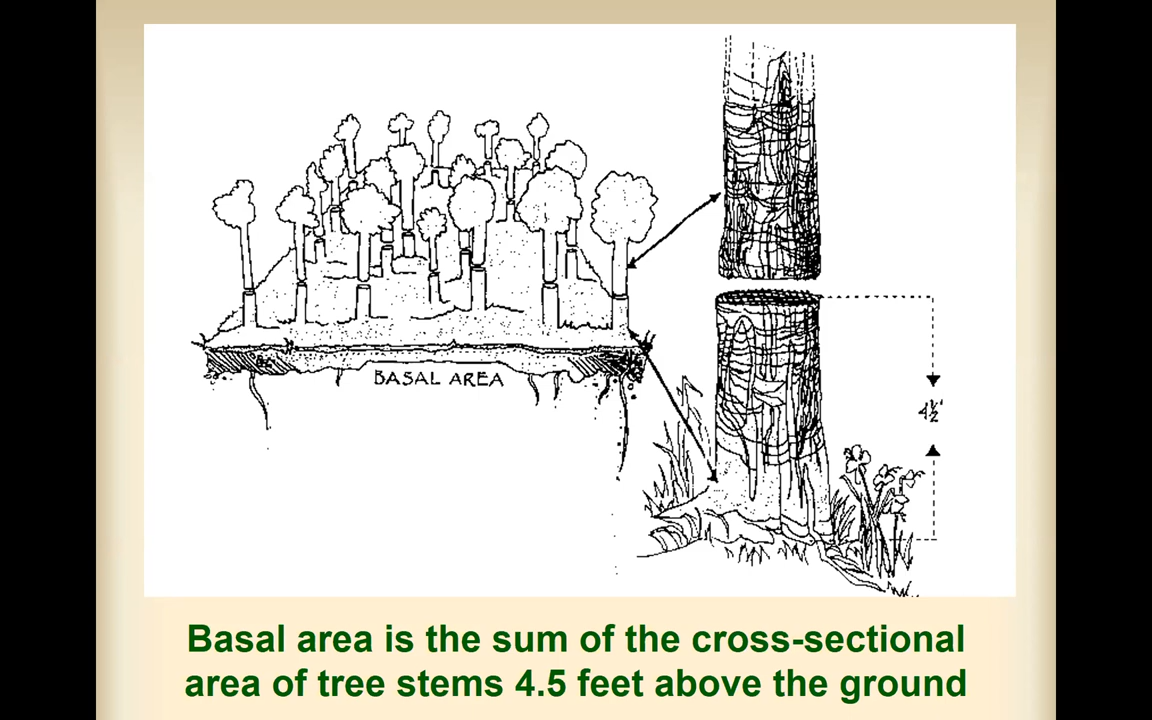 BASAL AREA
4½'
Basal area is the sum of the cross-sectional
area of tree stems 4.5 feet above the ground